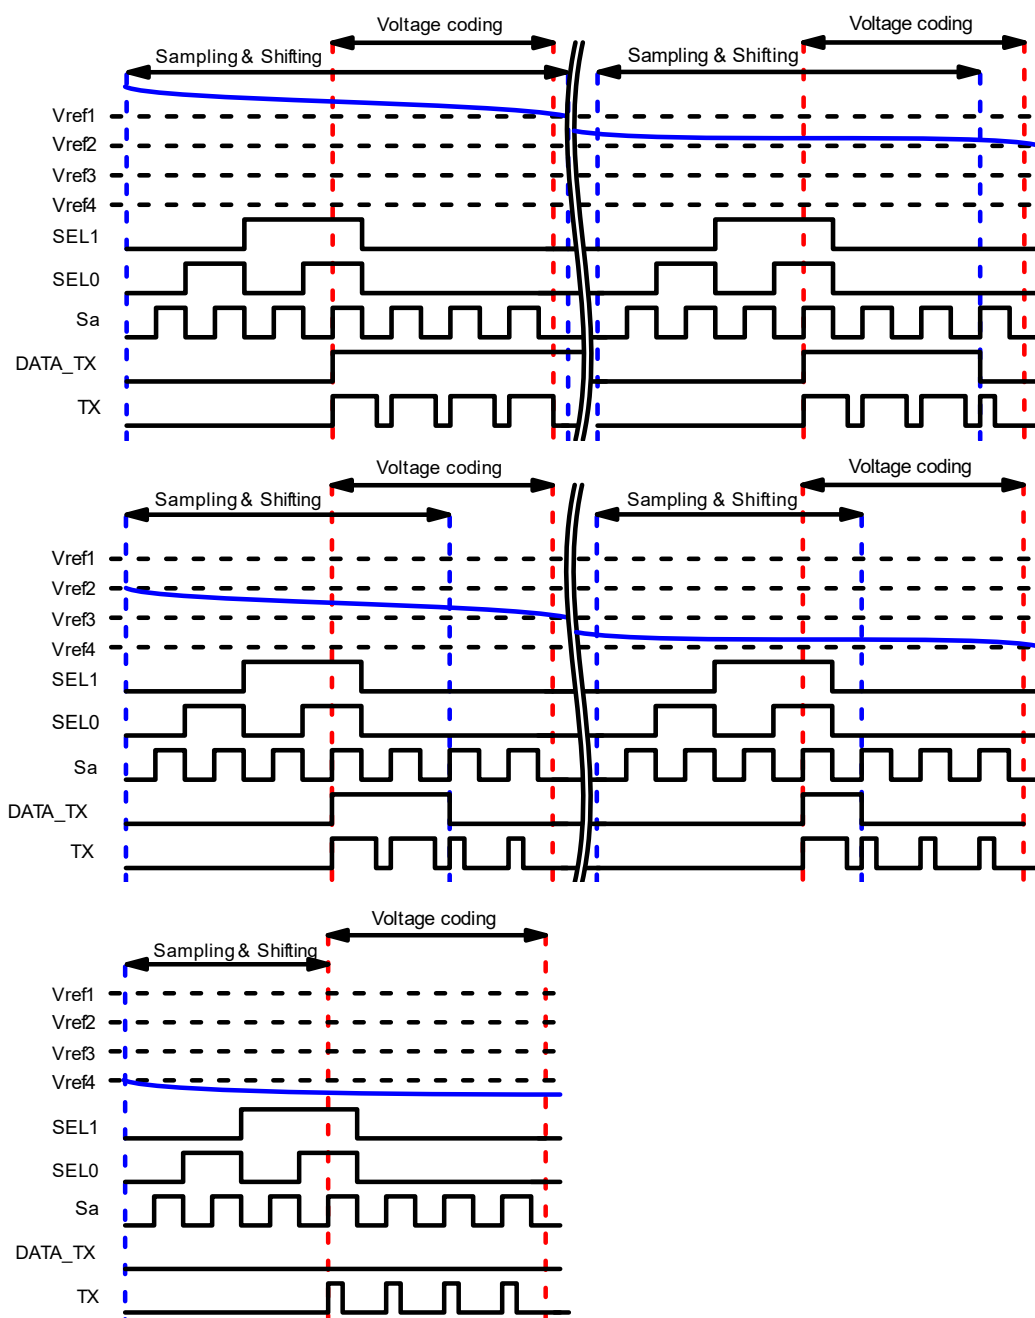 Voltage coding
Voltage coding
Sampling & Shifting
Sampling & Shifting
Vref1
Vref2
Vref3
Vref4
SEL1
SEL0
Sa
DATA_TX
TX
Voltage coding
Voltage coding
Sampling & Shifting
Sampling & Shifting
Vref1
Vref2
Vref3
Vref4
SEL1
SEL0
Sa
DATA_TX
TX
Voltage coding
Sampling & Shifting
Vref1
Vref2
Vref3
Vref4
SEL1
SEL0
Sa
DATA_TX
TX